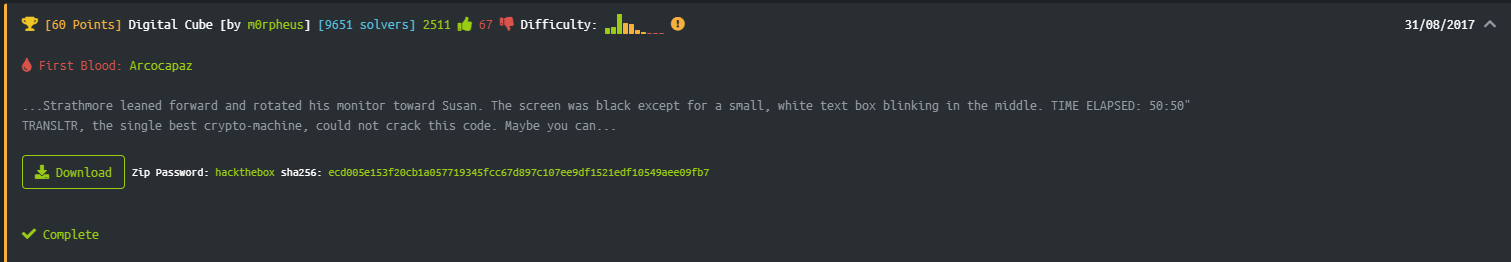 [60 Points] Digital Cube [by m0rpheus] [9651 solvers] 2511 67 Difficulty: 31/08/2017
First Blood: Arcocapaz
...Strathmore leaned forward and rotated his monitor toward Susan. The screen was black except for a small, white text box blinking in the middle. TIME ELAPSED: 50:50"
TRANSLTR, the single best crypto-machine, could not crack this code. Maybe you can...
Download Zip Password: hackthebox sha256: ecd005e153f20cb1a057719345fcc67d897c107ee9df1521edf10549aee09fb7
Complete